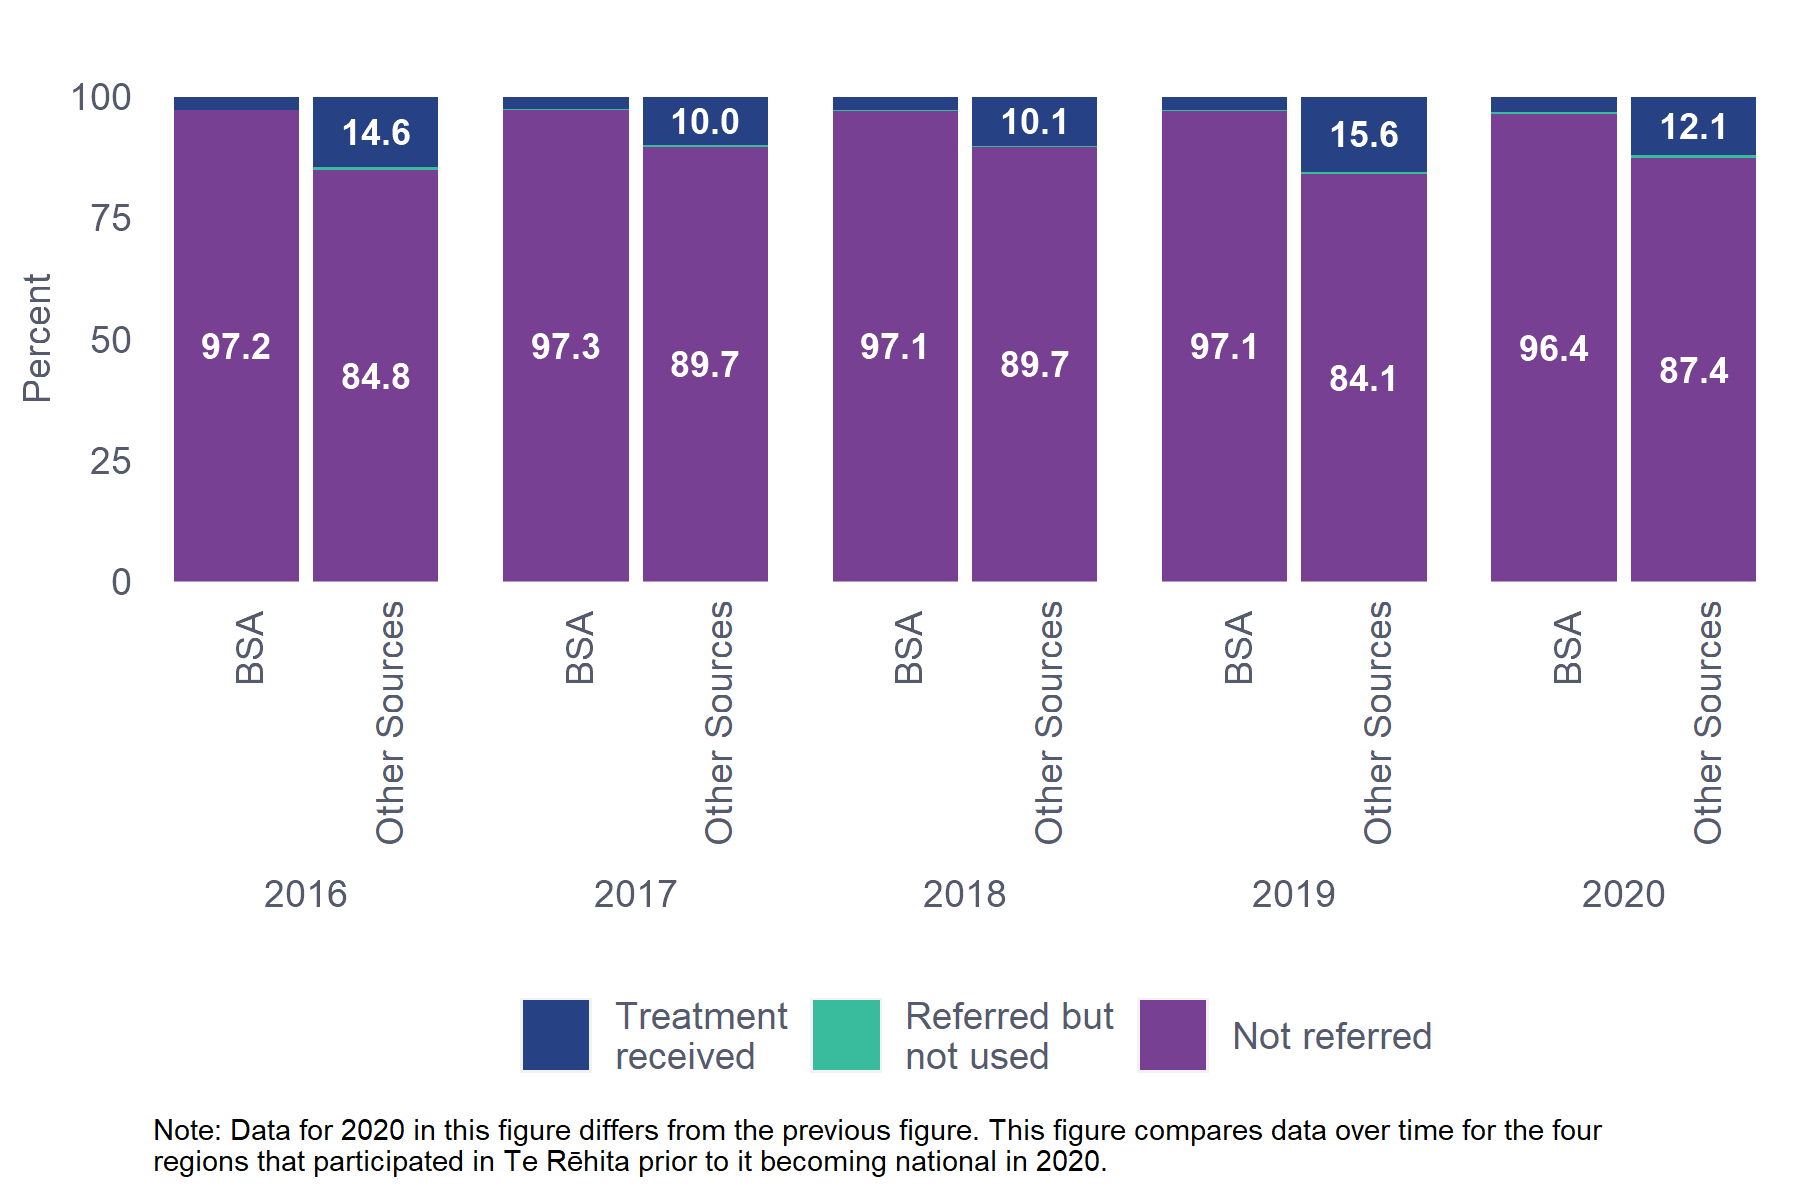 100
75
50
25
0
Percent
14.6
10.0
10.1
15.6
12.1
97.2
84.8
97.3
89.7
97.1
89.7
97.1
84.1
96.4
87.4
BSA
Other Sources
BSA
Other Sources
BSA
Other Sources
BSA
Other Sources
BSA
Other Sources
2016
2017
2018
2019
2020
Treatment
received
Referred but
not used
Not referred
Note: Data for 2020 in this figure differs from the previous figure. This figure compares data over time for the four
regions that participated in Te Rēhita prior to it becoming national in 2020.